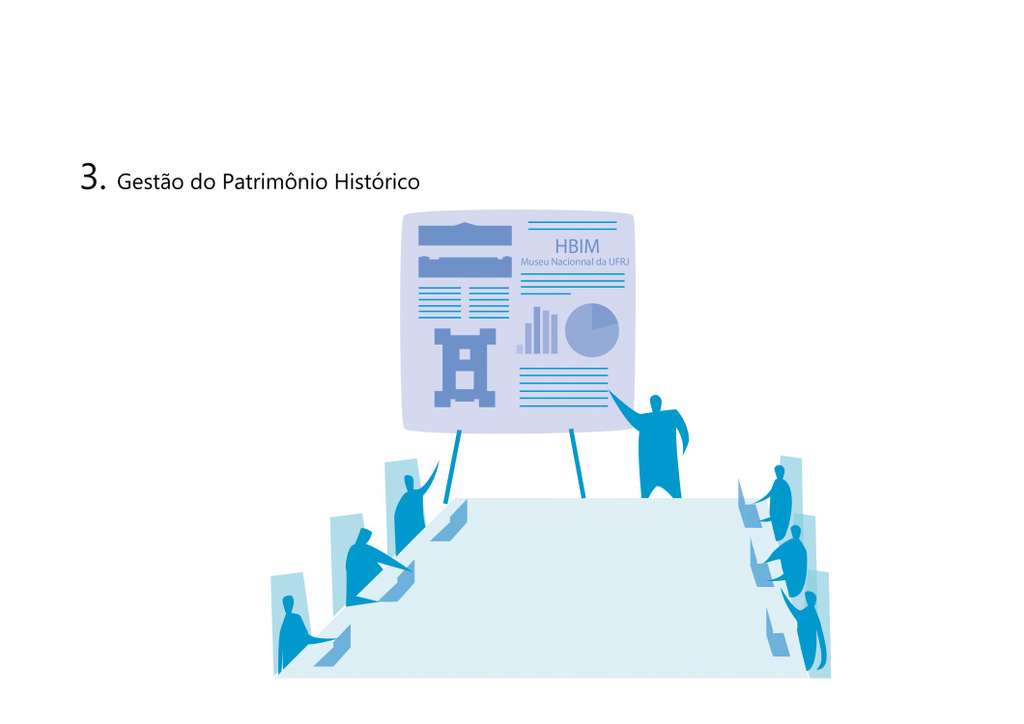 3. Gestão do Patrimônio Histórico
HBIM
Museu Nacionnal da UFRJ